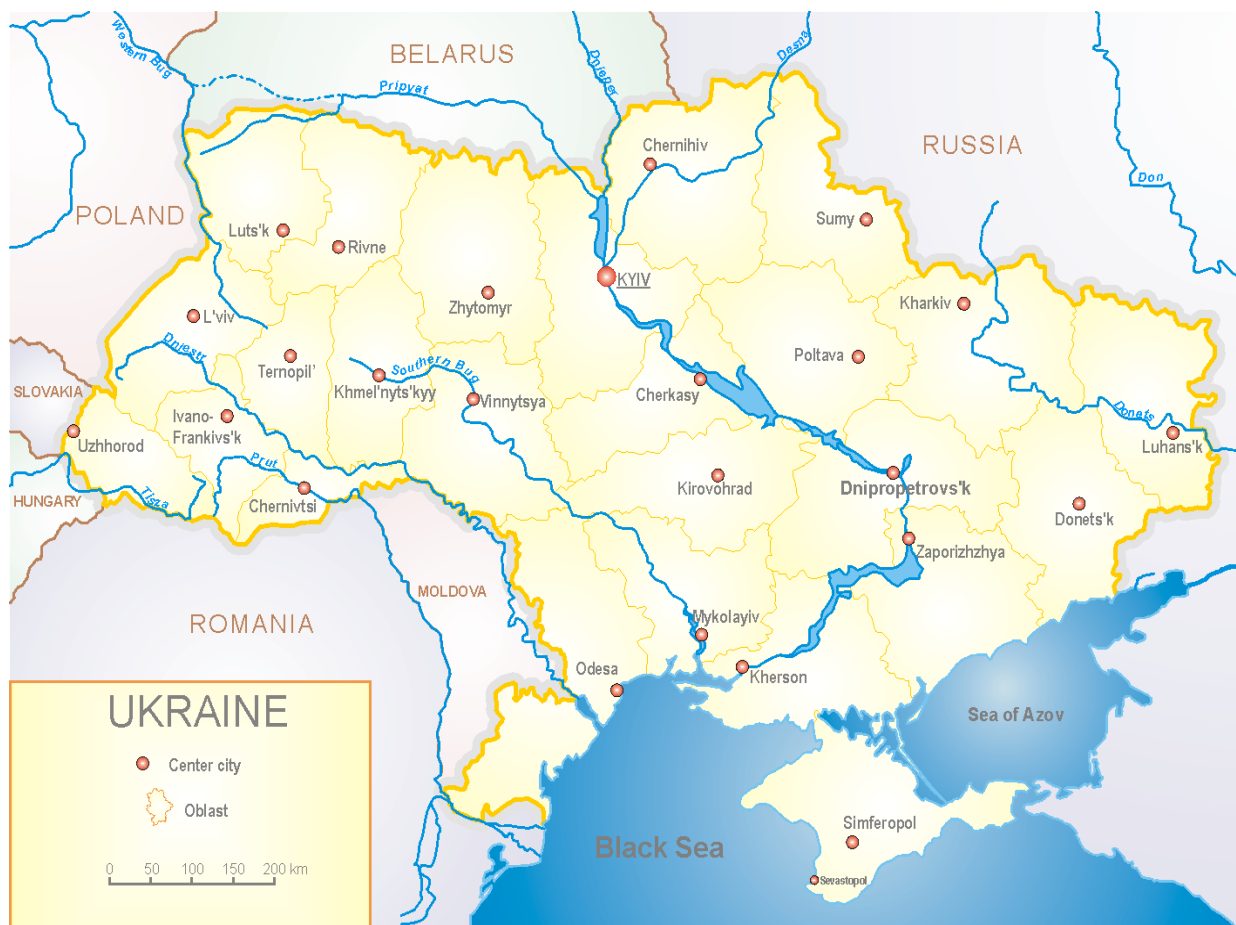 BELARUS
RUSSIA
POLAND
SLOVAKIA
HUNGARY
ROMANIA
MOLDOVA
Western Bug
Pripyat
Dnieper
Desna
Don
Chernihiv
Sumy
Luts'k
Rivne
KYIV
Zhytomyr
Kharkiv
L'viv
Dniestr
Ternopil'
Southern Bug
Khmel'nyts'kyy
Vinnytsya
Cherkasy
Poltava
Donets
Luhans'k
Ivano-
Frankivs'k
Uzhhorod
Prut
Tisza
Chernivtsi
Kirovohrad
Dnipropetrovs'k
Donets'k
Zaporizhzhya
Mykolayiv
Kherson
Odesa
Sea of Azov
Black Sea
Simferopol
Sevastopol
UKRAINE
Center city
Oblast
0 50 100 150 200 km